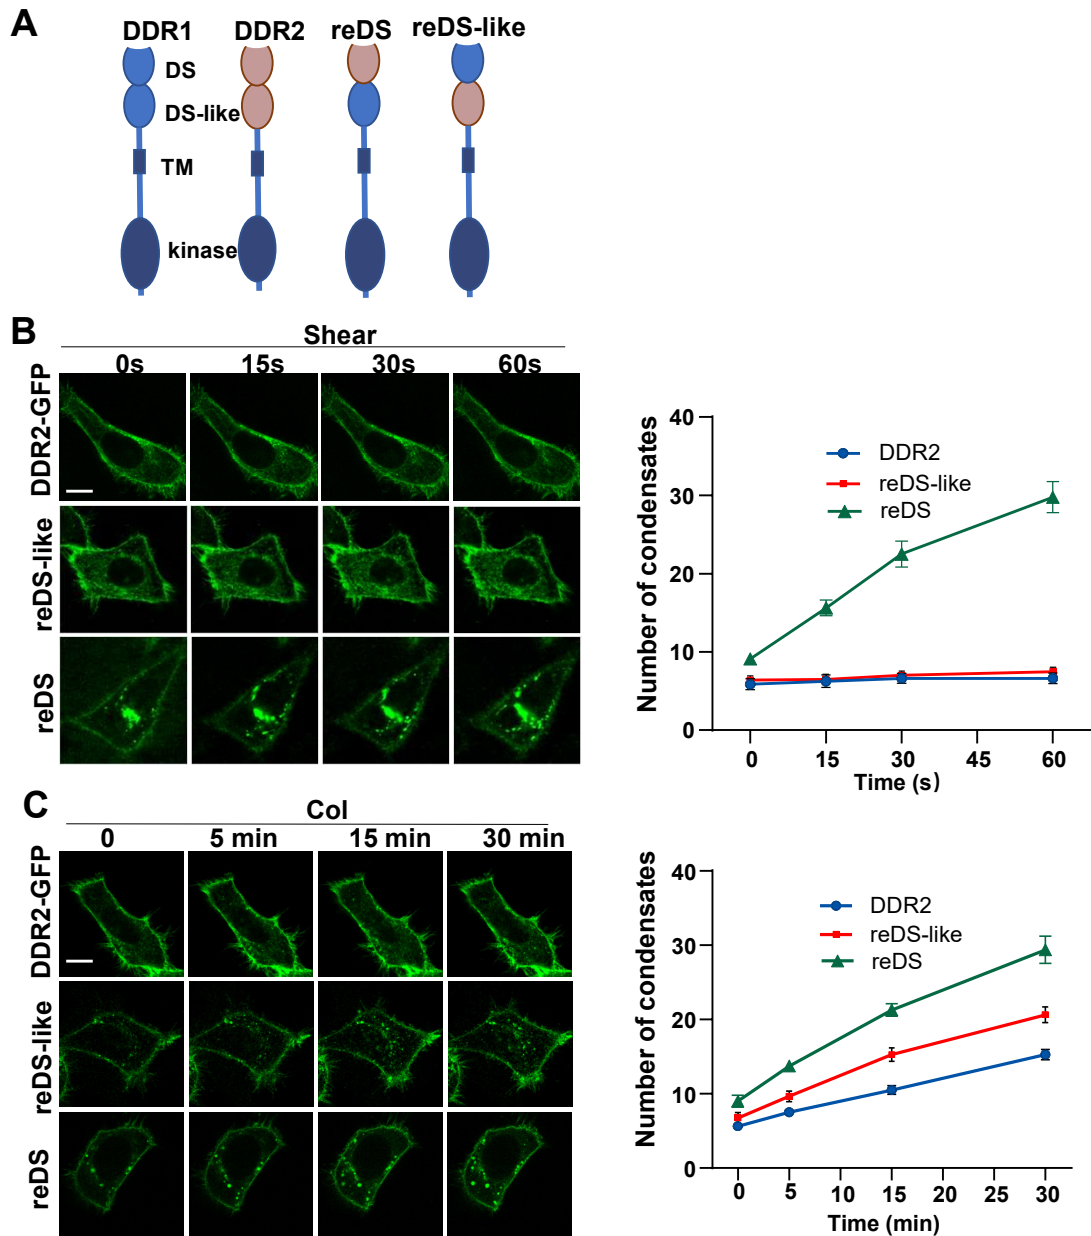 A
DDR1 DDR2 reDS reDS-like
DS
DS-like
TM
kinase
B
Shear
0s 15s 30s 60s
DDR2-GFP
reDS-like
reDS
Number of condensates
40
30
20
10
0
DDR2
reDS-like
reDS
0 15 30 45 60
Time (s)
C
Col
0 5 min 15 min 30 min
DDR2-GFP
reDS-like
reDS
Number of condensates
40
30
20
10
0
DDR2
reDS-like
reDS
0 5 10 15 20 25 30
Time (min)